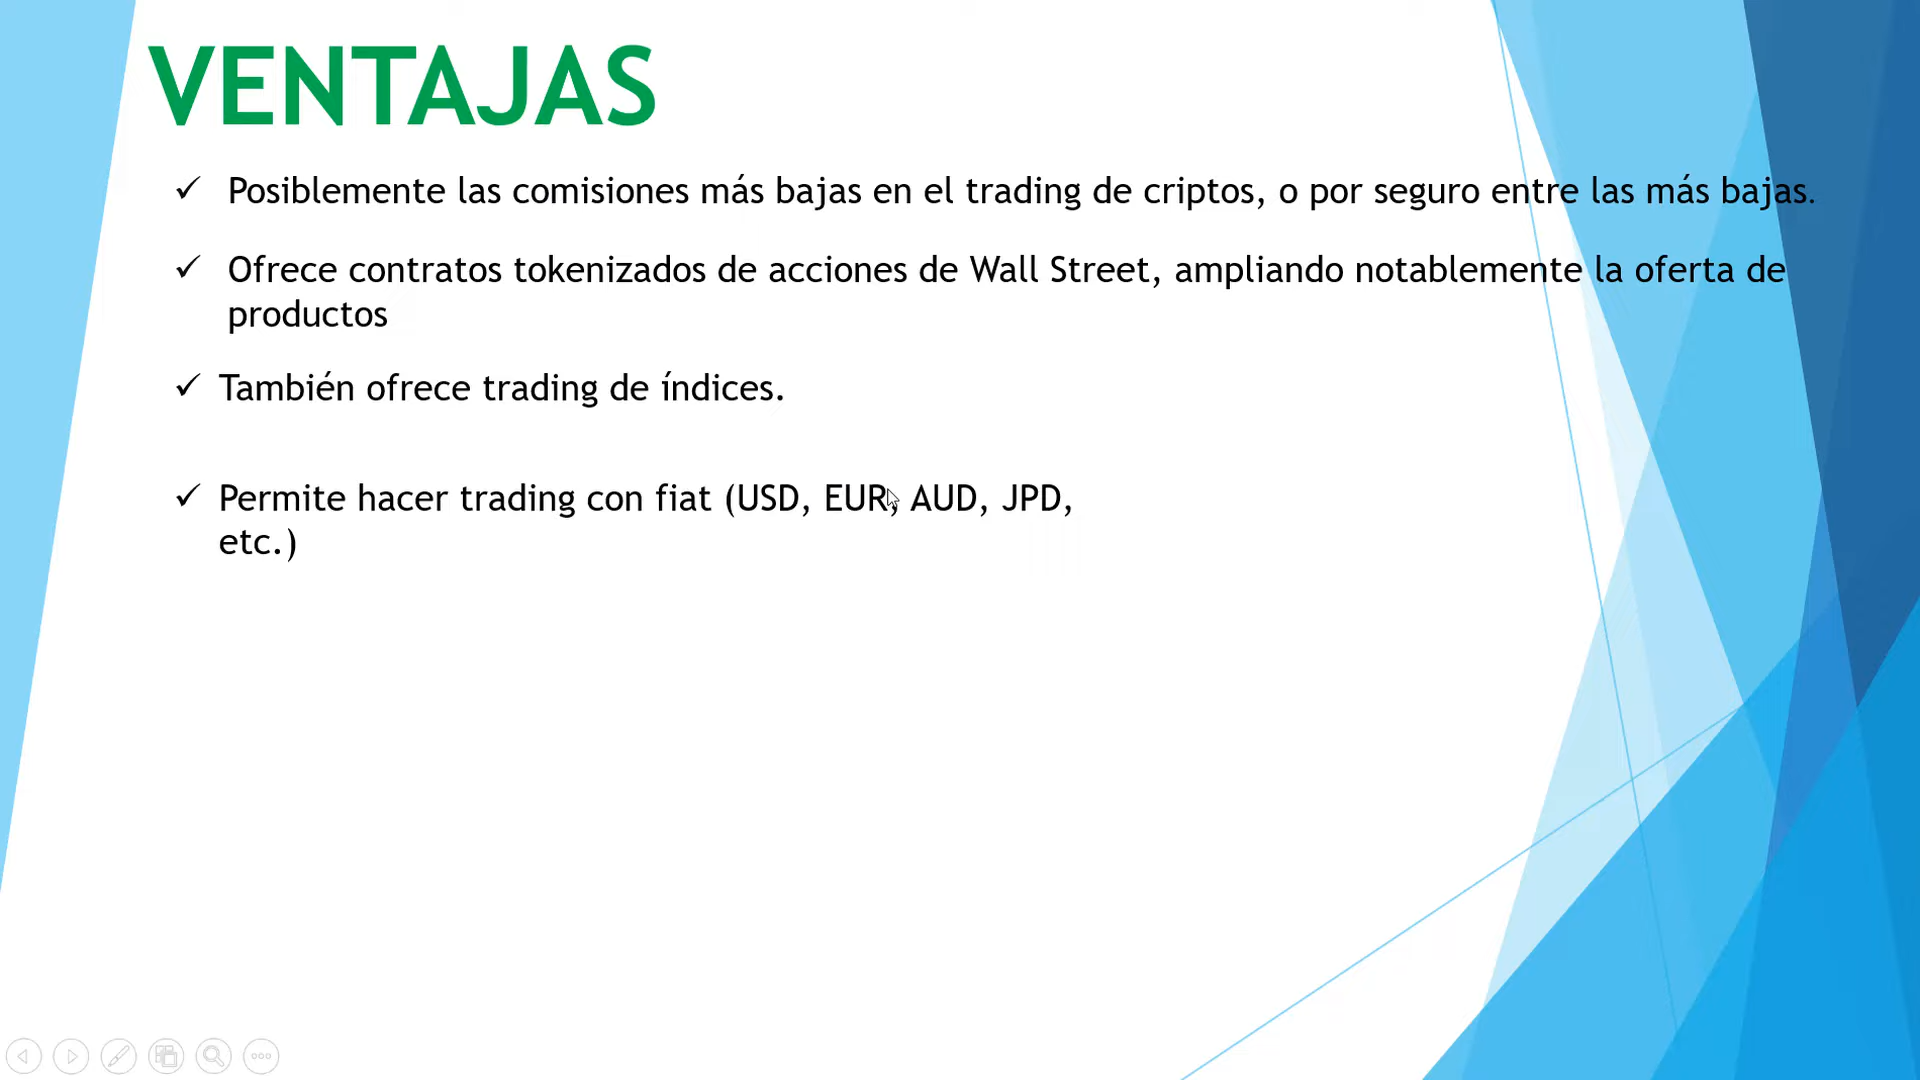 VENTAJAS
✓ Posiblemente las comisiones más bajas en el trading de criptos, o por seguro entre las más bajas.
✓ Ofrece contratos tokenizados de acciones de Wall Street, ampliando notablemente la oferta de
productos
✓ También ofrece trading de índices.
✓ Permite hacer trading con fiat (USD, EUR, AUD, JPD,
etc.)